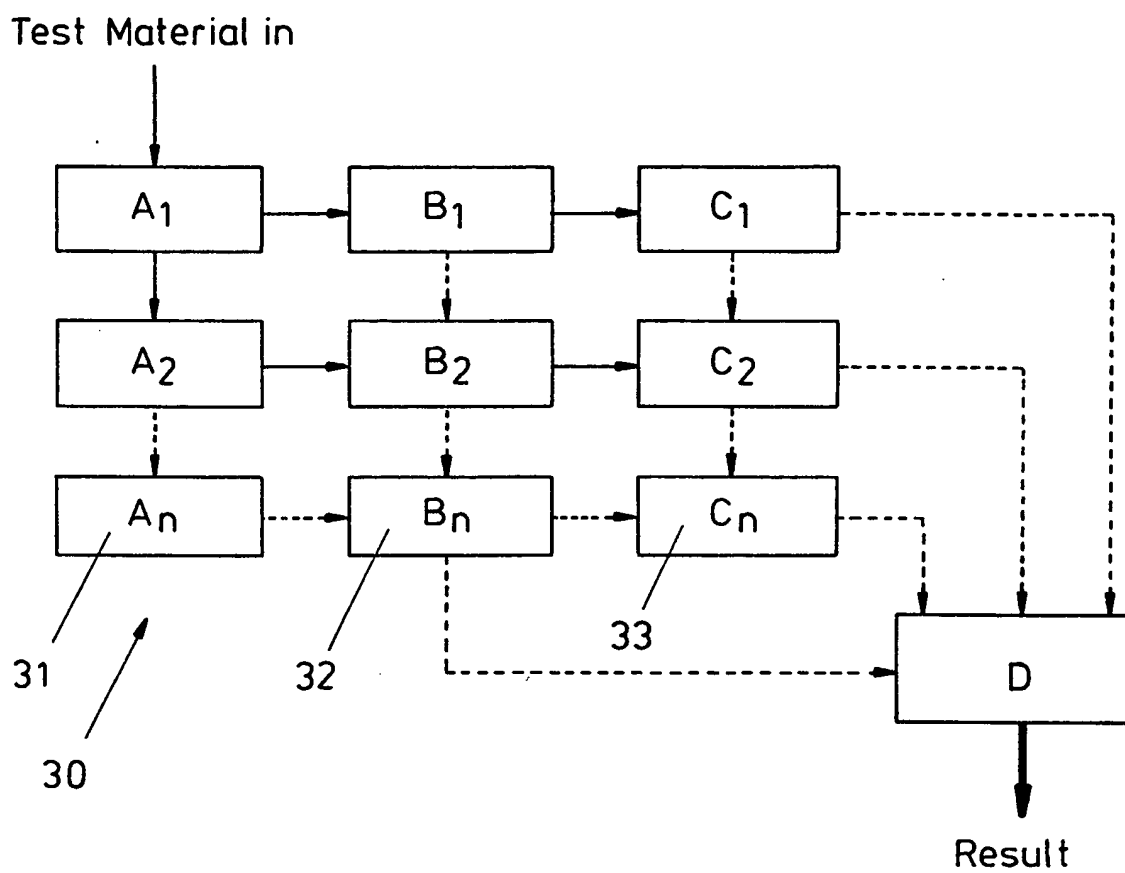 Test Material in
A1
B1
C1
A2
B2
C2
An
Bn
Cn
31
32
33
D
30
Result